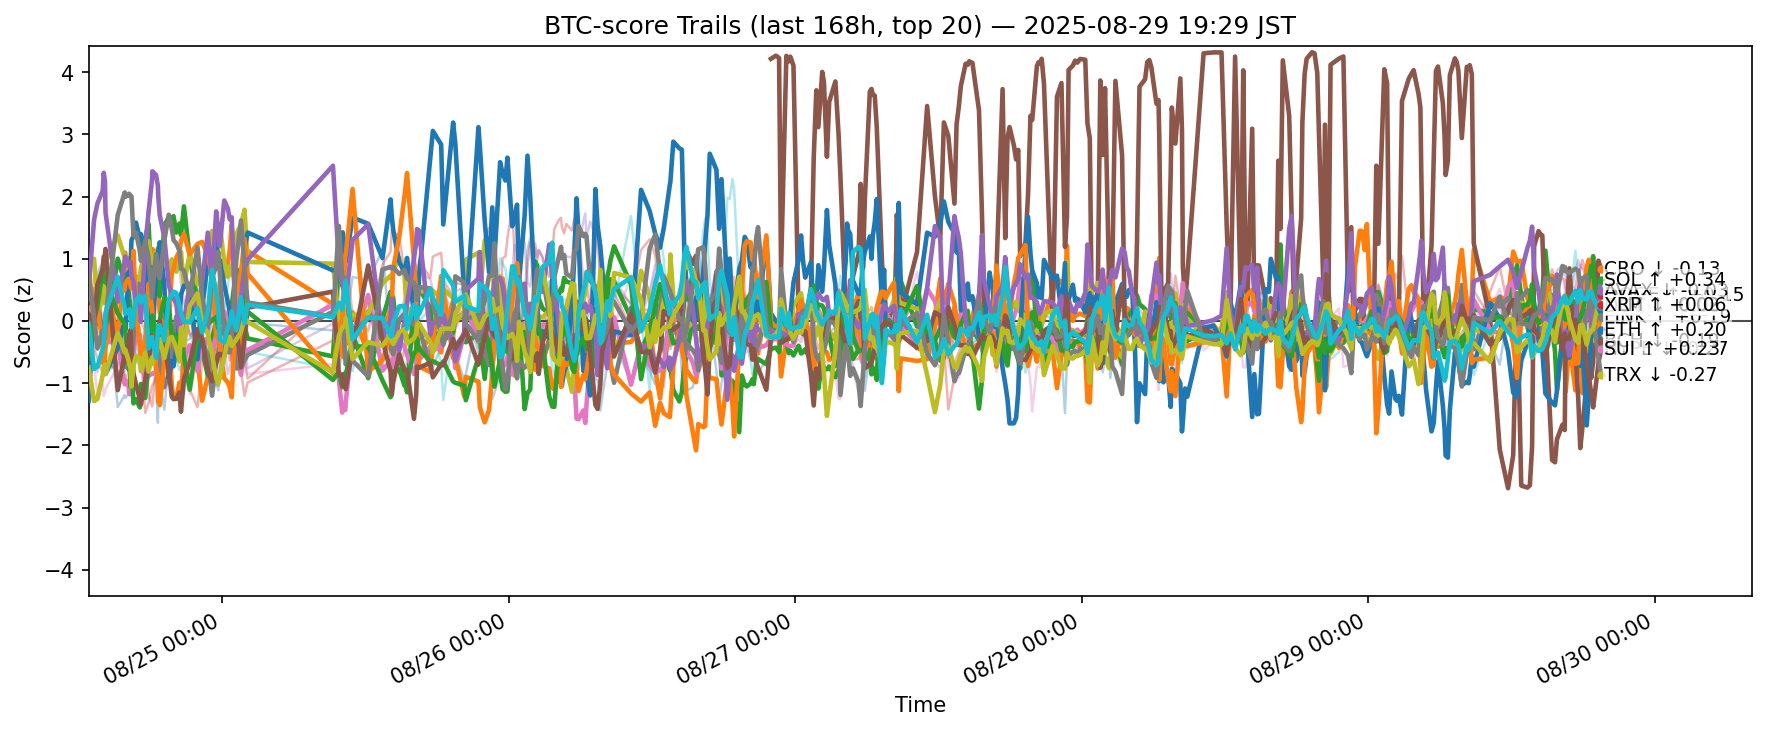 BTC-score Trails (last 168h, top 20) — 2025-08-29 19:29 JST
Score (z)
4
3
2
1
0
−1
−2
−3
−4
CRO ↓ -0.13
SOL ↑ +0.34
XRP ↑ +0.06
ETH ↑ +0.20
SUI ↑ +0.237
TRX ↓ -0.27
08/25 00:00
08/26 00:00
08/27 00:00
08/28 00:00
08/29 00:00
08/30 00:00
Time